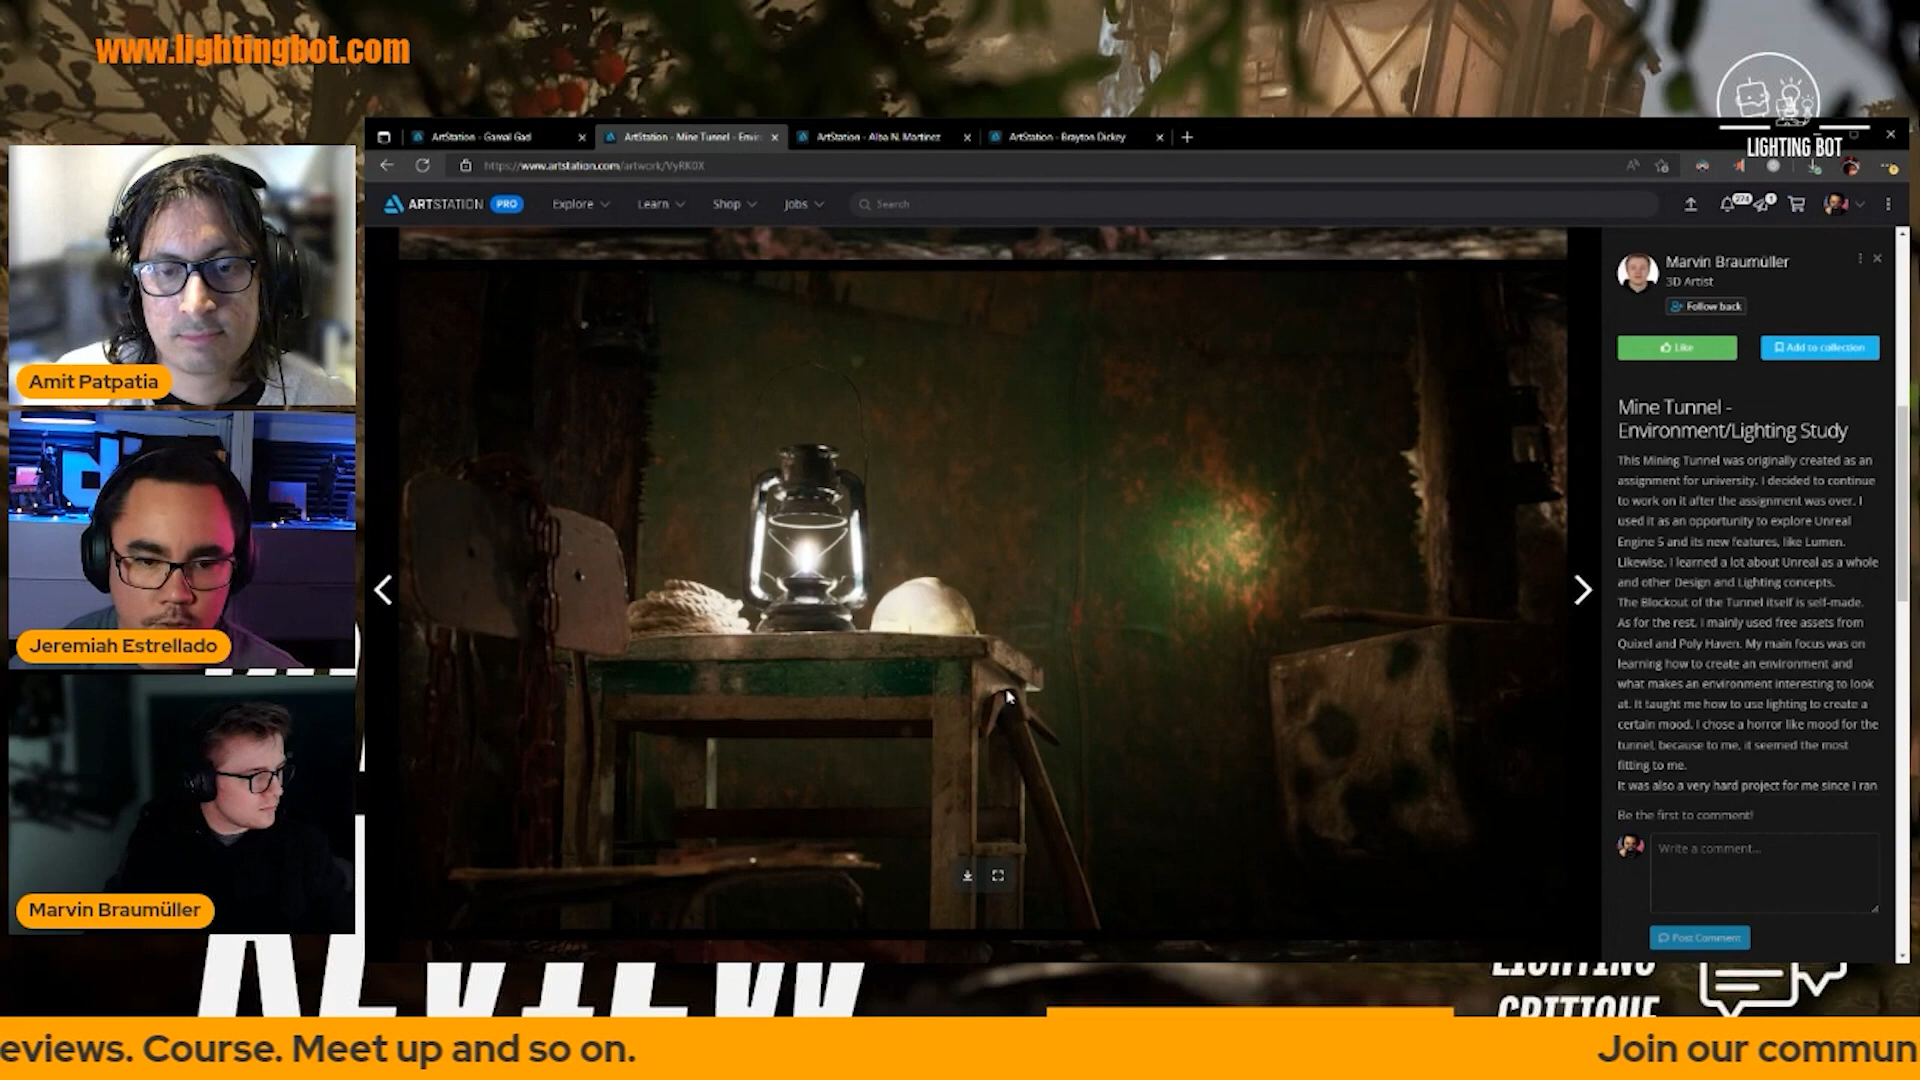 www.lightingbot.com
LIGHTING BOT
ArtStation - Gamal Gad
ArtStation - Mine Tunnel - Envir
ArtStation - Alba N. Martinez
ArtStation - Brayton Dickey
https://www.artstation.com/artwork/VyRK0X
ARTSTATION PRO
Explore
Learn
Shop
Jobs
Search
274
1
Amit Patpatia
Jeremiah Estrellado
Marvin Braumüller
Marvin Braumüller
3D Artist
Follow back
Like
Add to collection
Mine Tunnel -
Environment/Lighting Study
This Mining Tunnel was originally created as an
assignment for university. I decided to continue
to work on it after the assignment was over. I
used it as an opportunity to explore Unreal
Engine 5 and its new features, like Lumen.
Likewise, I learned a lot about Unreal as a whole
and other Design and Lighting concepts.
The Blockout of the Tunnel itself is self-made.
As for the rest, I mainly used free assets from
Quixel and Poly Haven. My main focus was on
learning how to create an environment and
what makes an environment interesting to look
at. It taught me how to use lighting to create a
certain mood. I chose a horror like mood for the
tunnel, because to me, it seemed the most
fitting to me.
It was also a very hard project for me since I ran
Be the first to comment!
Write a comment...
Post Comment
REVIEW
LIGHTING
CRITIQUE
eviews. Course. Meet up and so on.
Join our commun